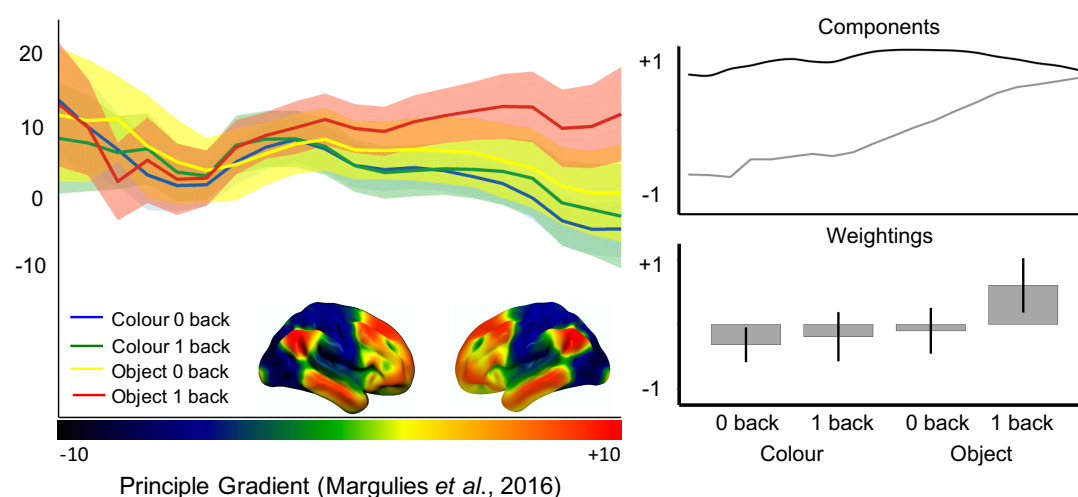 20
10
0
-10
Colour 0 back
Colour 1 back
Object 0 back
Object 1 back
-10
+10
Principle Gradient (Margulies et al., 2016)
Components
+1
-1
Weightings
+1
-1
0 back 1 back 0 back 1 back
Colour Object